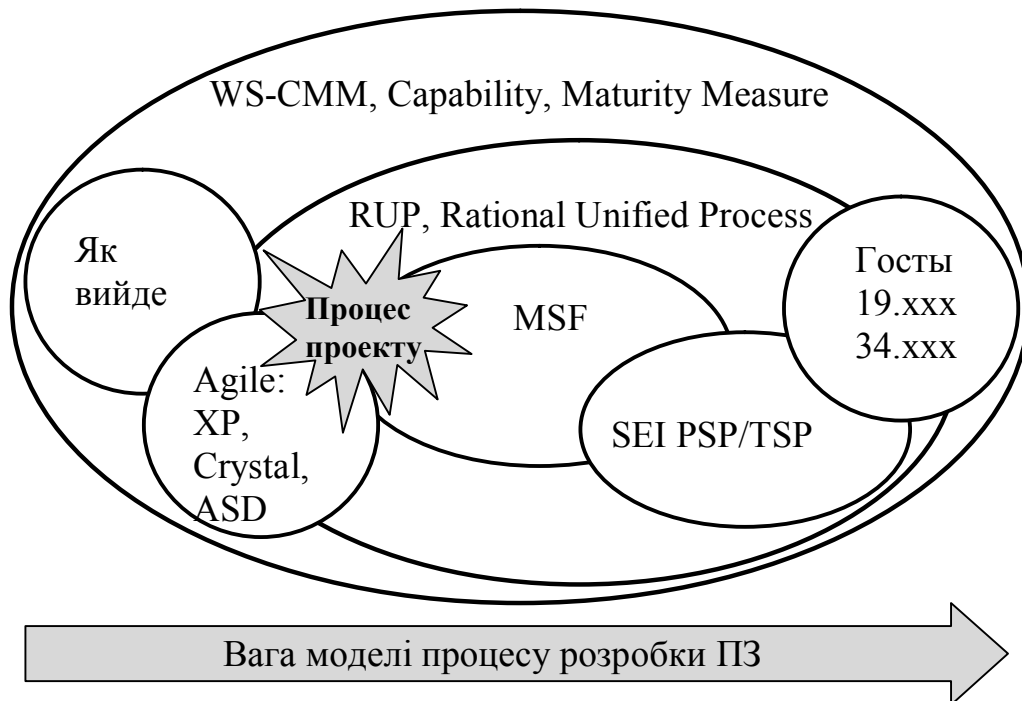 WS-CMM, Capability, Maturity Measure
RUP, Rational Unified Process
Як
вийде
Процес
проекту
MSF
Госты
19.xxx
34.xxx
Agile:
XP,
Crystal,
ASD
SEI PSP/TSP
Вага моделі процесу розробки ПЗ